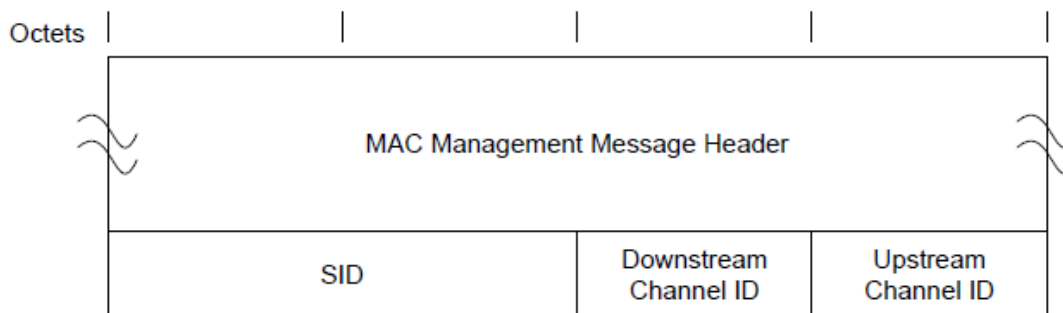 Octets
MAC Management Message Header
SID
Downstream
Channel ID
Upstream
Channel ID